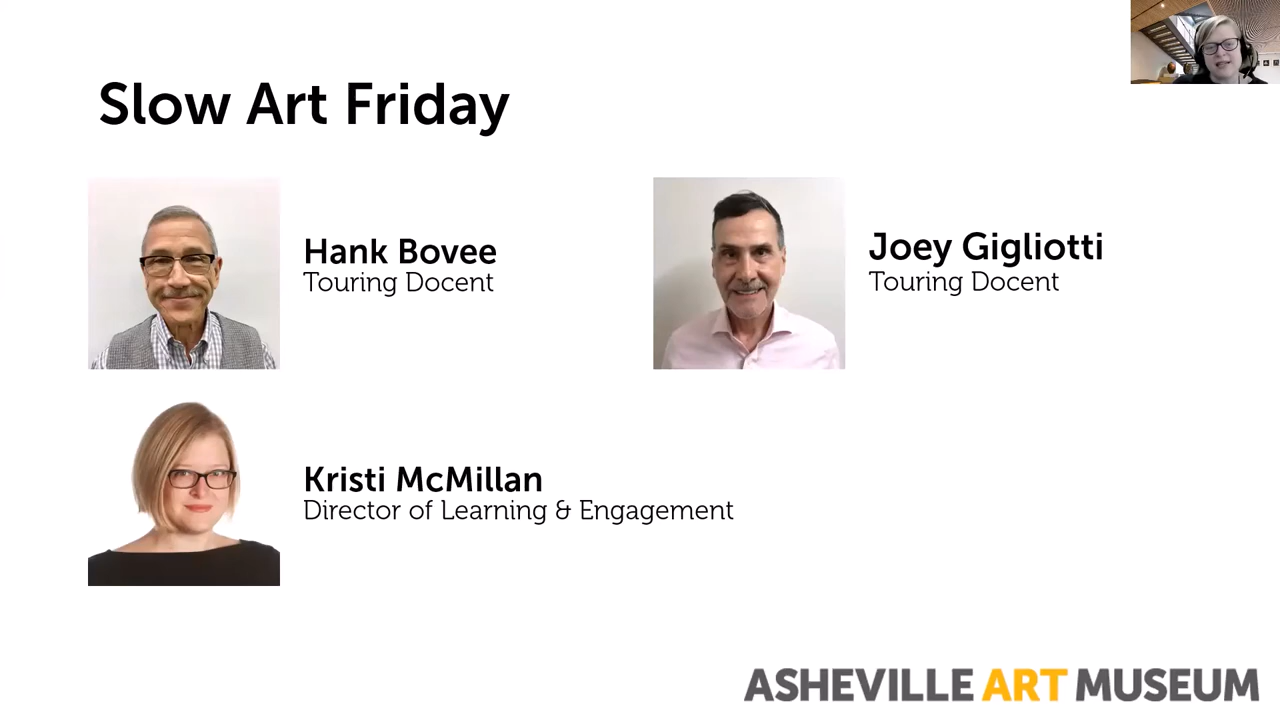 Slow Art Friday
Hank Bovee
Touring Docent
Joey Gigliotti
Touring Docent
Kristi McMillan
Director of Learning & Engagement
ASHEVILLE ART MUSEUM